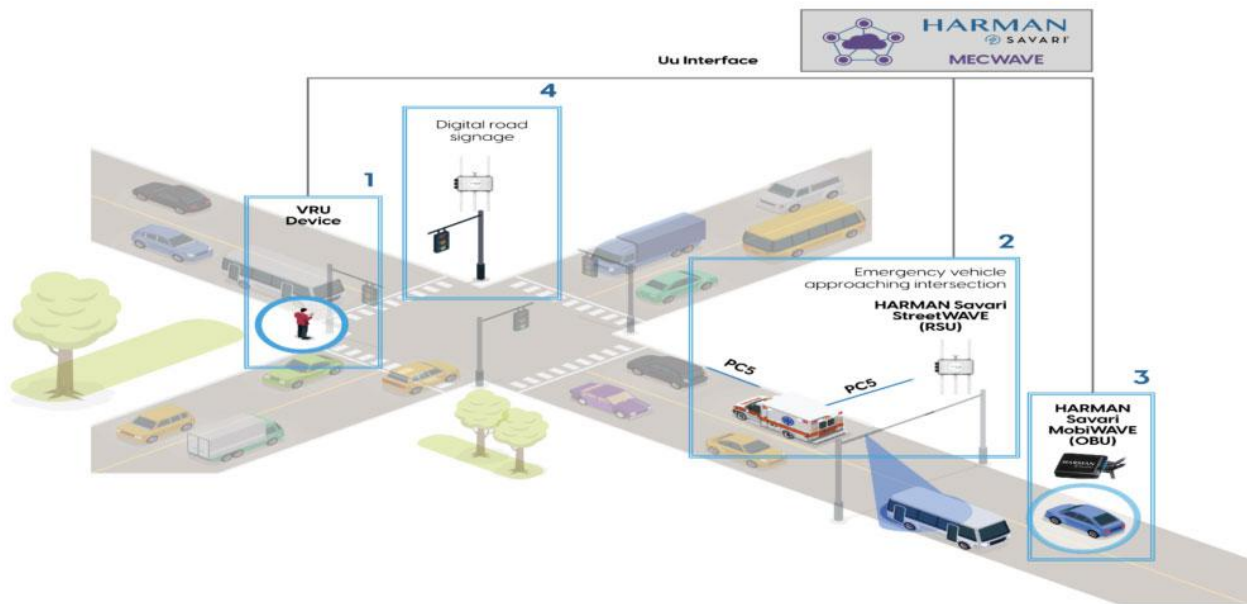 HARMAN
SAVARI
MECWAVE
Uu Interface
4
Digital road
signage
1
VRU
Device
2
Emergency vehicle
approaching intersection
HARMAN Savari
StreetWAVE
(RSU)
PC5
PC5
3
HARMAN
Savari
MobiWAVE
(OBU)
HARMAN